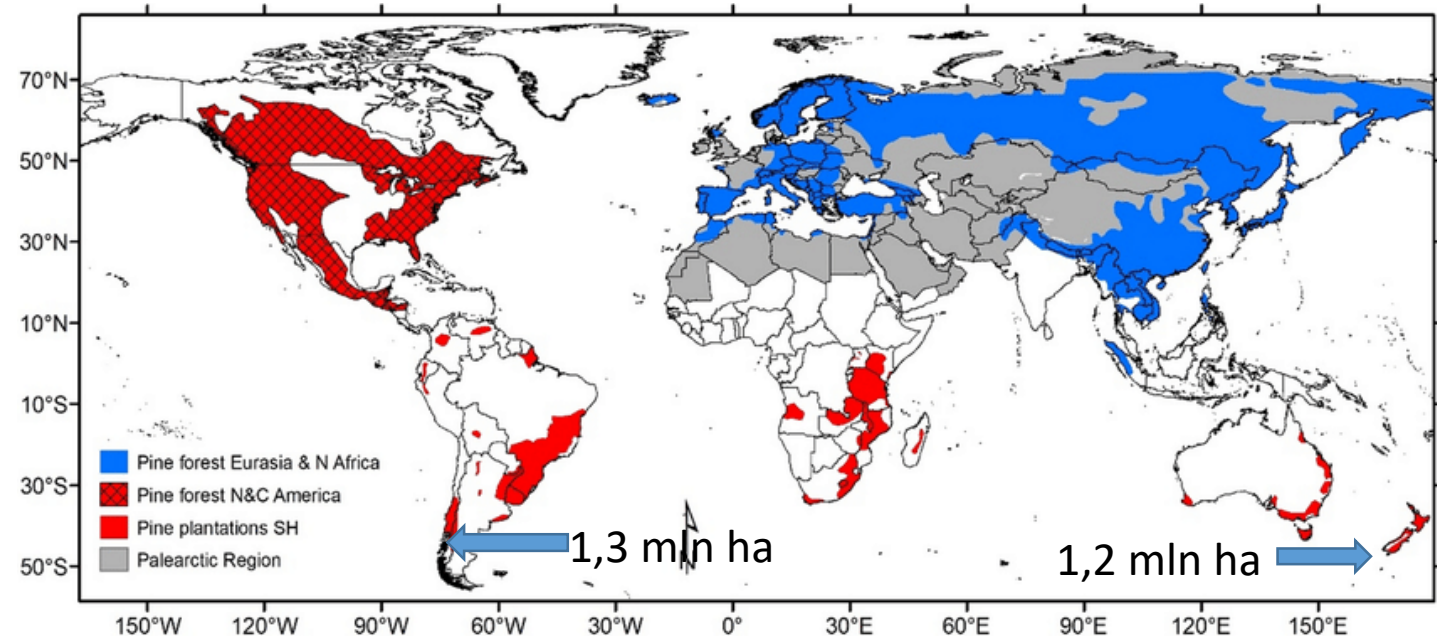 70°N
50°N
30°N
10°N
10°S
30°S
50°S
Pine forest Eurasia & N Africa
Pine forest N&C America
Pine plantations SH
Palearctic Region
1,3 mln ha
1,2 mln ha
150°W 120°W 90°W 60°W 30°W 0° 30°E 60°E 90°E 120°E 150°E